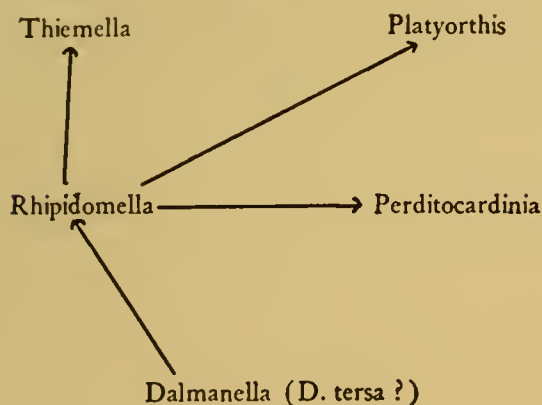 Thiemella Platyorthis
Rhipidomella Perditocardinia
Dalmanella (D. tersa ?)